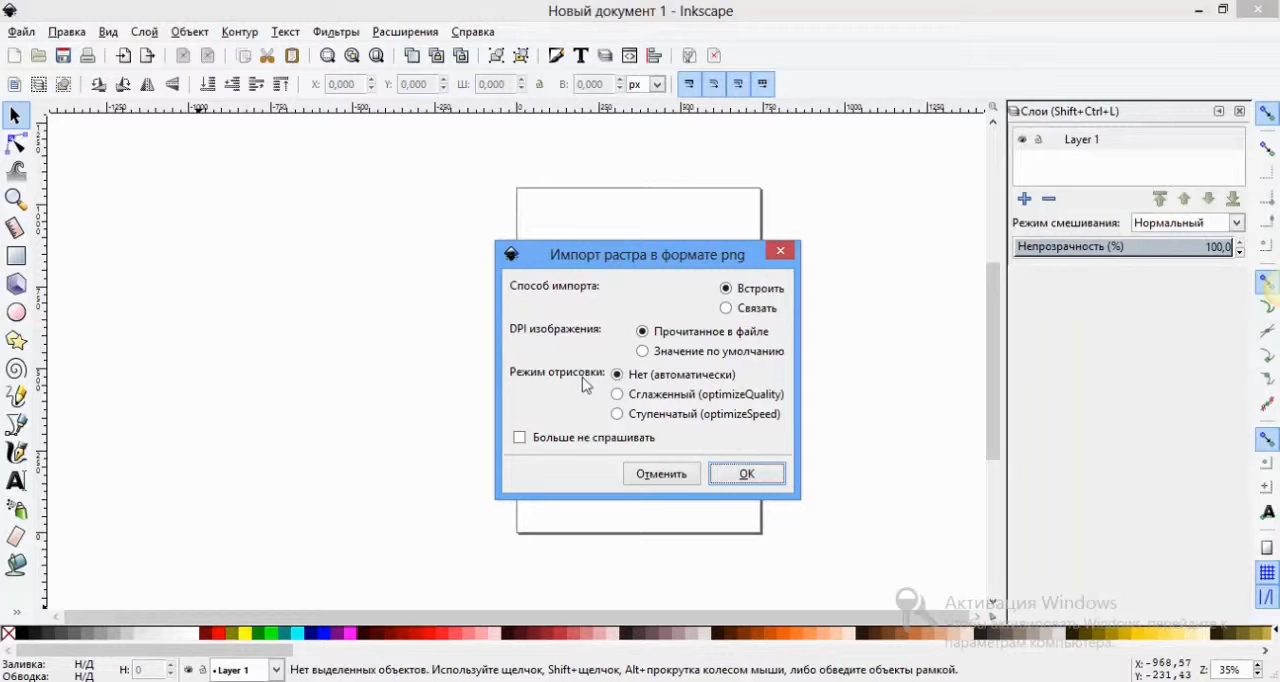 Новый документ 1 - Inkscape
Файл Правка Вид Слой Объект Контур Текст Фильтры Расширения Справка
X: 0,000 Y: 0,000 Ш: 0,000 В: 0,000 px
Слои (Shift+Ctrl+L)
Layer 1
Режим смешивания: Нормальный
Непрозрачность (%) 100,0
Импорт растра в формате png
Способ импорта: Встроить
Связать
DPI изображения: Прочитанное в файле
Значение по умолчанию
Режим отрисовки: Нет (автоматически)
Сглаженный (optimizeQuality)
Ступенчатый (optimizeSpeed)
Больше не спрашивать
Отменить OK
Активация Windows
Windows, перейдите к
параметрам компьютера.
Заливка: Н/Д
Обводка: Н/Д
Н: 0
Layer 1
Нет выделенных объектов. Используйте щелчок, Shift+щелчок, Alt+прокрутка колесом мыши, либо обведите объекты рамкой.
X: -968,57
Y: -231,43
Z: 35%